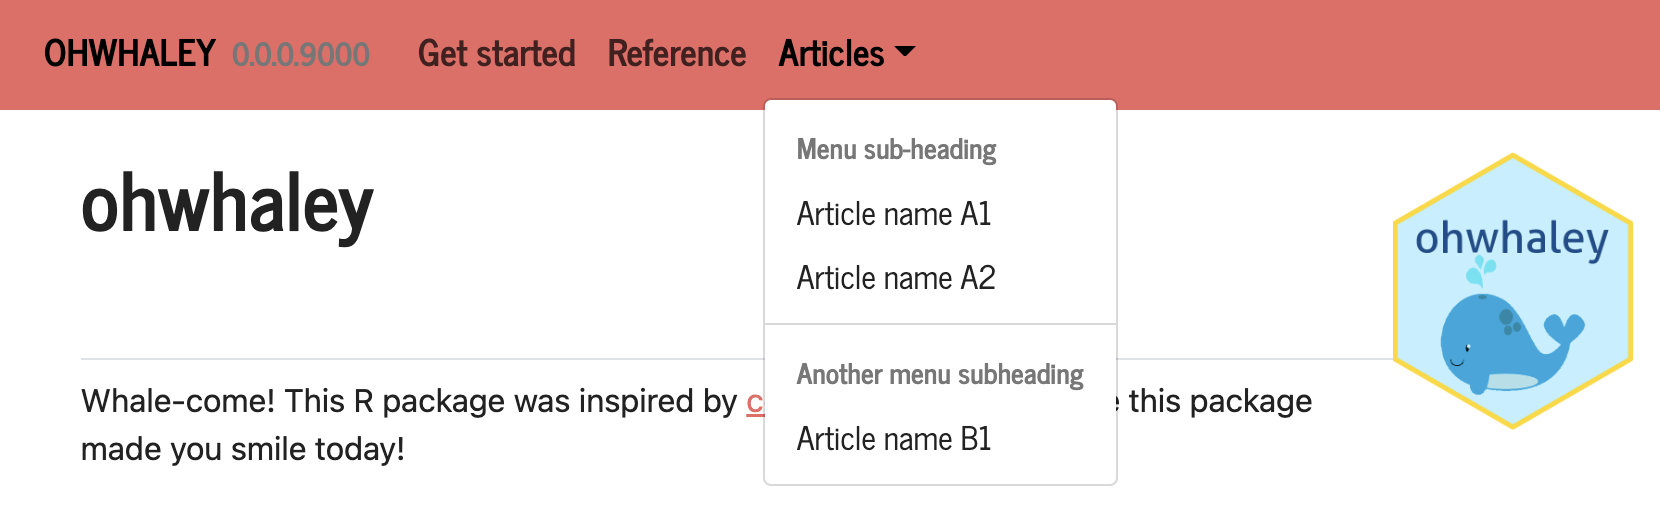 OHWHALEY 0.0.0.9000 Get started Reference Articles
Menu sub-heading
Article name A1
Article name A2
Another menu subheading
Article name B1
ohwhaley
ohwhaley
Whale-come! This R package was inspired by this package
made you smile today!